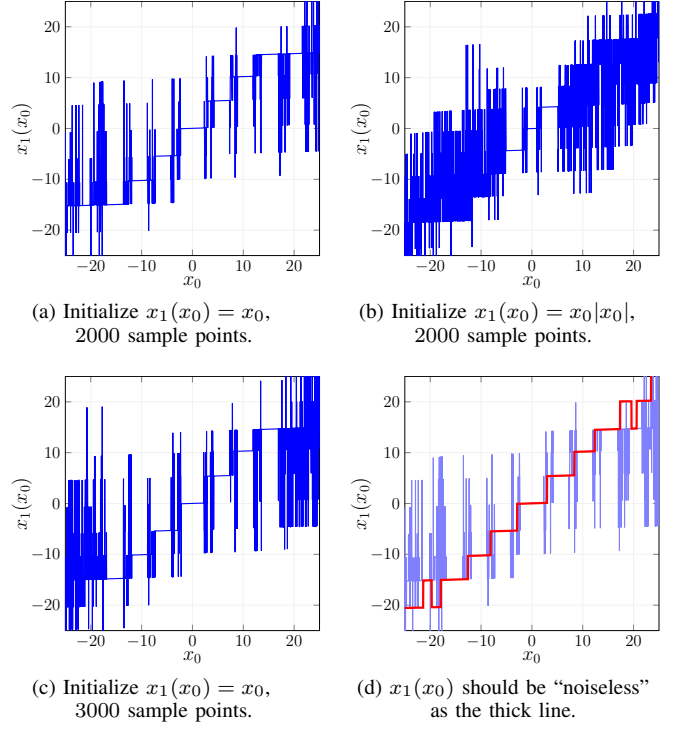 20
10
0
−10
−20
x₁(x₀)
−20 −10 0 10 20
x₀
(a) Initialize x₁(x₀) = x₀,
2000 sample points.
20
10
0
−10
−20
x₁(x₀)
−20 −10 0 10 20
x₀
(b) Initialize x₁(x₀) = x₀|x₀|,
2000 sample points.
20
10
0
−10
−20
x₁(x₀)
−20 −10 0 10 20
x₀
(c) Initialize x₁(x₀) = x₀,
3000 sample points.
20
10
0
−10
−20
x₁(x₀)
−20 −10 0 10 20
x₀
(d) x₁(x₀) should be “noiseless”
as the thick line.